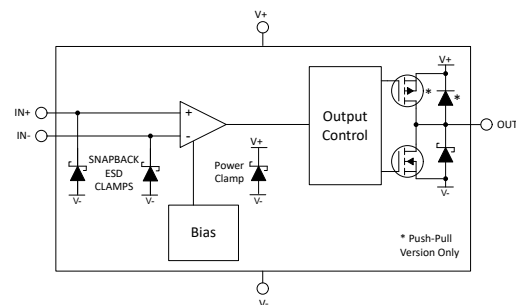 V+
IN+
IN-
+
-
SNAPBACK
ESD
CLAMPS
V-
V-
V+
Power
Clamp
V-
Bias
Output
Control
V+
*
*
OUT
V-
* Push-Pull
Version Only
V-